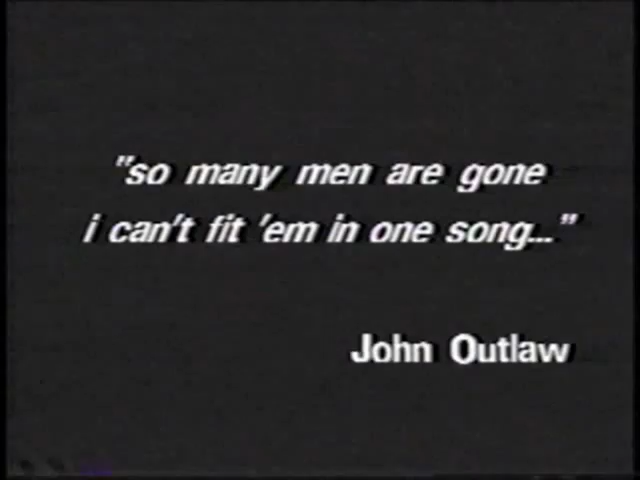 "so many men are gone
i can't fit 'em in one song..."
John Outlaw